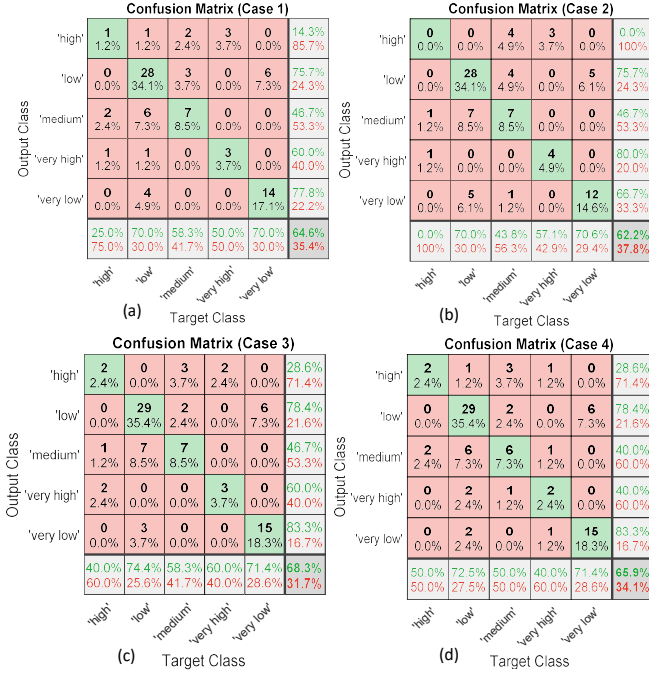 Confusion Matrix (Case 1)
'high' 1 1 2 3 0 14.3%
1.2% 1.2% 2.4% 3.7% 0.0% 85.7%
'low' 0 28 3 0 6 75.7%
0.0% 34.1% 3.7% 0.0% 7.3% 24.3%
'medium' 2 6 7 0 0 46.7%
2.4% 7.3% 8.5% 0.0% 0.0% 53.3%
'very high' 1 1 0 3 0 60.0%
1.2% 1.2% 0.0% 3.7% 0.0% 40.0%
'very low' 0 4 0 0 14 77.8%
0.0% 4.9% 0.0% 0.0% 17.1% 22.2%
25.0% 70.0% 58.3% 50.0% 70.0% 64.6%
75.0% 30.0% 41.7% 50.0% 30.0% 35.4%
'high' 'low' 'medium' 'very high' 'very low'
Output Class
Target Class
(a)
Confusion Matrix (Case 2)
'high' 0 0 4 3 0 0.0%
0.0% 0.0% 4.9% 3.7% 0.0% 100%
'low' 0 28 4 0 5 75.7%
0.0% 34.1% 4.9% 0.0% 6.1% 24.3%
'medium' 1 7 7 0 0 46.7%
1.2% 8.5% 8.5% 0.0% 0.0% 53.3%
'very high' 1 0 0 4 0 80.0%
1.2% 0.0% 0.0% 4.9% 0.0% 20.0%
'very low' 0 5 1 0 12 66.7%
0.0% 6.1% 1.2% 0.0% 14.6% 33.3%
0.0% 70.0% 43.8% 57.1% 70.6% 62.2%
100% 30.0% 56.3% 42.9% 29.4% 37.8%
'high' 'low' 'medium' 'very high' 'very low'
Output Class
Target Class
(b)
Confusion Matrix (Case 3)
'high' 2 0 3 2 0 28.6%
2.4% 0.0% 3.7% 2.4% 0.0% 71.4%
'low' 0 29 2 0 6 78.4%
0.0% 35.4% 2.4% 0.0% 7.3% 21.6%
'medium' 1 7 7 0 0 46.7%
1.2% 8.5% 8.5% 0.0% 0.0% 53.3%
'very high' 2 0 0 3 0 60.0%
2.4% 0.0% 0.0% 3.7% 0.0% 40.0%
'very low' 0 3 0 0 15 83.3%
0.0% 3.7% 0.0% 0.0% 18.3% 16.7%
40.0% 74.4% 58.3% 60.0% 71.4% 68.3%
60.0% 25.6% 41.7% 40.0% 28.6% 31.7%
'high' 'low' 'medium' 'very high' 'very low'
Output Class
Target Class
(c)
Confusion Matrix (Case 4)
'high' 2 1 3 1 0 28.6%
2.4% 1.2% 3.7% 1.2% 0.0% 71.4%
'low' 0 29 2 0 6 78.4%
0.0% 35.4% 2.4% 0.0% 7.3% 21.6%
'medium' 2 6 6 1 0 40.0%
2.4% 7.3% 7.3% 1.2% 0.0% 60.0%
'very high' 0 2 1 2 0 40.0%
0.0% 2.4% 1.2% 2.4% 0.0% 60.0%
'very low' 0 2 0 1 15 83.3%
0.0% 2.4% 0.0% 1.2% 18.3% 16.7%
50.0% 72.5% 50.0% 40.0% 71.4% 65.9%
50.0% 27.5% 50.0% 60.0% 28.6% 34.1%
'high' 'low' 'medium' 'very high' 'very low'
Output Class
Target Class
(d)